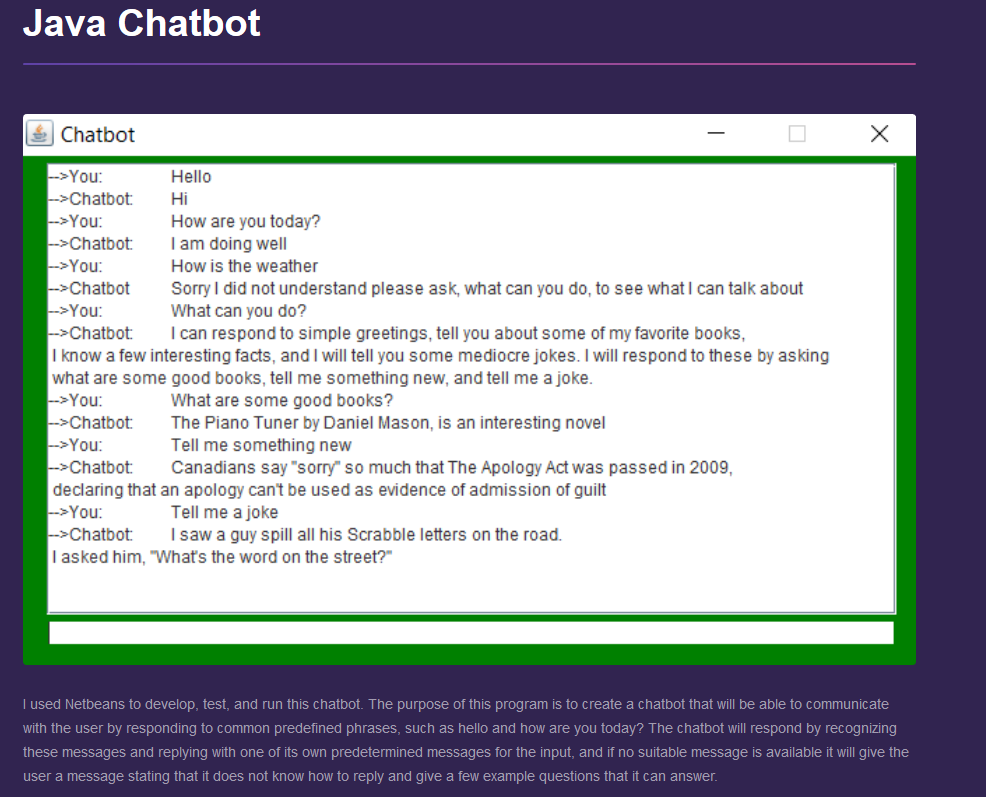 Java Chatbot
Chatbot
-->You: Hello
-->Chatbot: Hi
-->You: How are you today?
-->Chatbot: I am doing well
-->You: How is the weather
-->Chatbot Sorry I did not understand please ask, what can you do, to see what I can talk about
-->You: What can you do?
-->Chatbot: I can respond to simple greetings, tell you about some of my favorite books,
I know a few interesting facts, and I will tell you some mediocre jokes. I will respond to these by asking
what are some good books, tell me something new, and tell me a joke.
-->You: What are some good books?
-->Chatbot: The Piano Tuner by Daniel Mason, is an interesting novel
-->You: Tell me something new
-->Chatbot: Canadians say "sorry" so much that The Apology Act was passed in 2009,
declaring that an apology can't be used as evidence of admission of guilt
-->You: Tell me a joke
-->Chatbot: I saw a guy spill all his Scrabble letters on the road.
I asked him, "What's the word on the street?"
I used Netbeans to develop, test, and run this chatbot. The purpose of this program is to create a chatbot that will be able to communicate
with the user by responding to common predefined phrases, such as hello and how are you today? The chatbot will respond by recognizing
these messages and replying with one of its own predetermined messages for the input, and if no suitable message is available it will give the
user a message stating that it does not know how to reply and give a few example questions that it can answer.